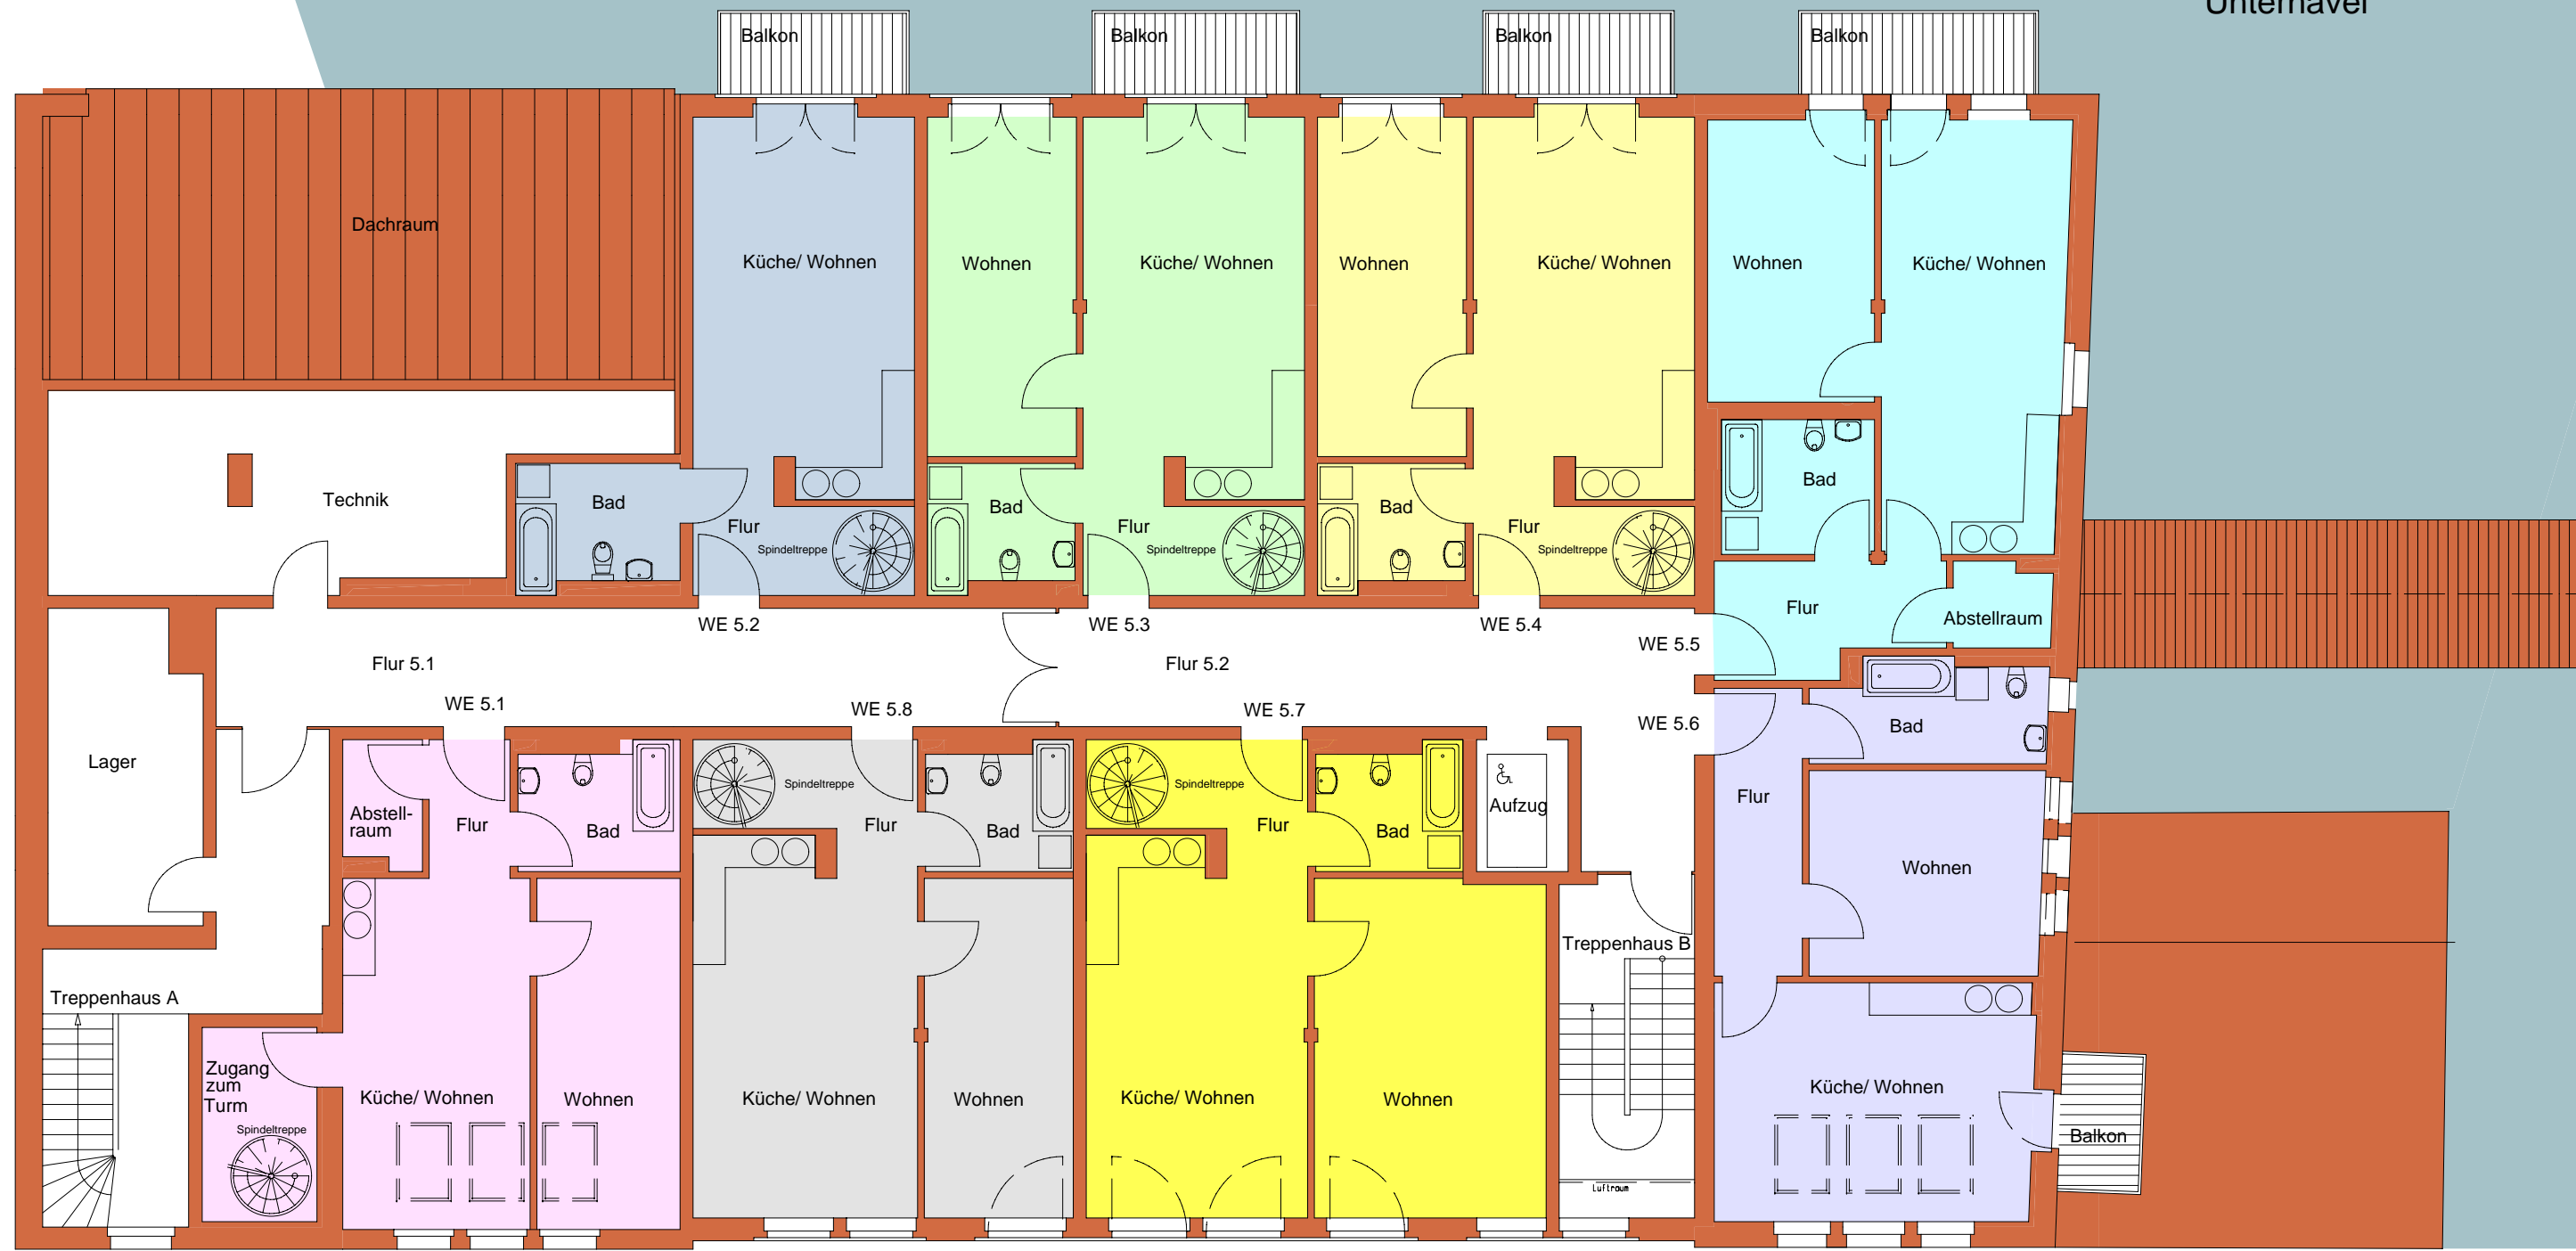 Unterhavel
Balkon
Balkon
Balkon
Balkon
Dachraum
Küche/ Wohnen
Wohnen
Küche/ Wohnen
Wohnen
Küche/ Wohnen
Wohnen
Küche/ Wohnen
Technik
Bad
Flur
Spindeltreppe
Bad
Flur
Spindeltreppe
Bad
Flur
Spindeltreppe
Bad
Flur
Abstellraum
WE 5.2
WE 5.3
WE 5.4
WE 5.5
Flur 5.1
Flur 5.2
WE 5.1
WE 5.8
WE 5.7
WE 5.6
Bad
Lager
Abstell-
raum
Flur
Bad
Spindeltreppe
Flur
Bad
Spindeltreppe
Flur
Bad
Aufzug
Flur
Wohnen
Treppenhaus B
Treppenhaus A
Zugang
zum
Turm
Spindeltreppe
Küche/ Wohnen
Wohnen
Küche/ Wohnen
Wohnen
Küche/ Wohnen
Wohnen
Küche/ Wohnen
Balkon
Luftraum